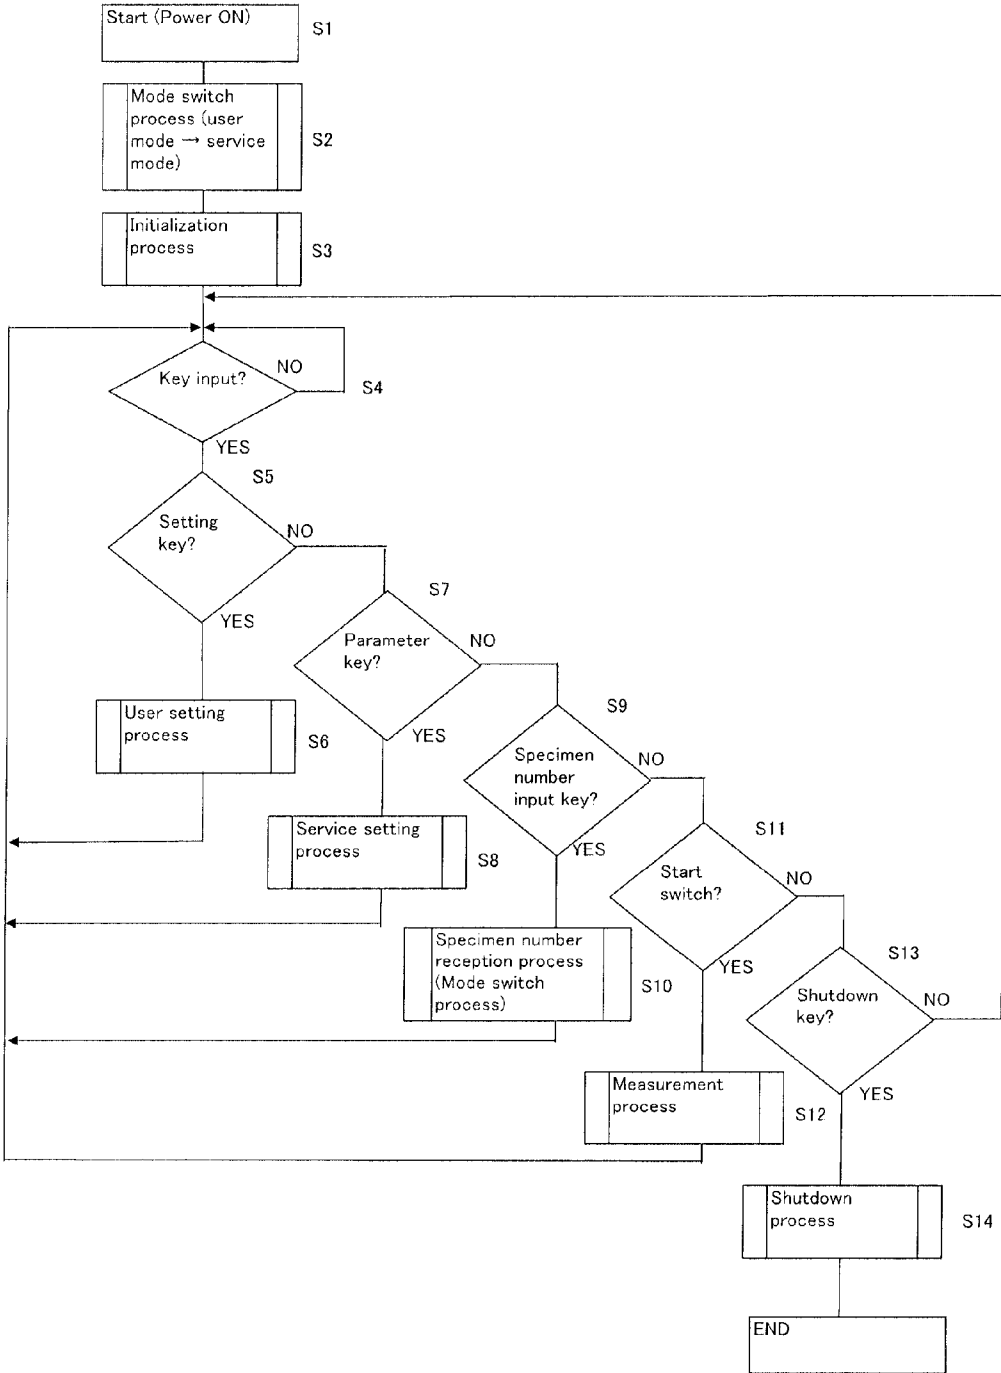 Start (Power ON)
S1
Mode switch
process (user
mode → service
mode)
S2
Initialization
process
S3
Key input?
NO
S4
YES
S5
Setting
key?
NO
YES
S7
Parameter
key?
NO
YES
User setting
process
S6
S9
Specimen
number
input key?
NO
YES
Service setting
process
S8
S11
Start
switch?
NO
YES
Specimen number
reception process
(Mode switch
process)
S10
S13
Shutdown
key?
NO
YES
Measurement
process
S12
Shutdown
process
S14
END